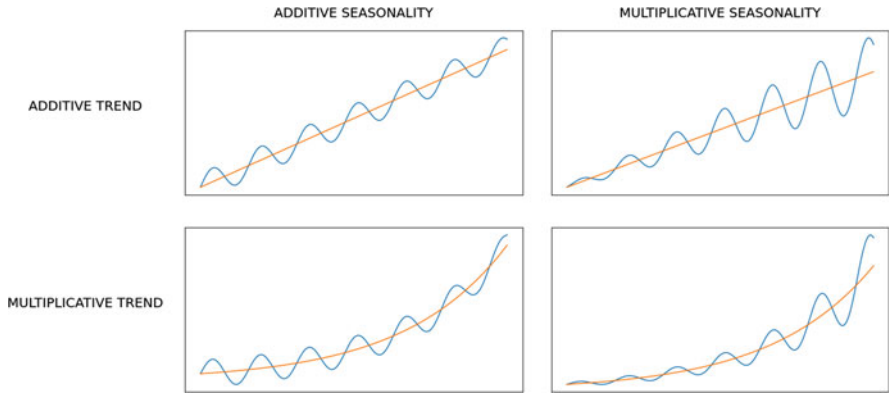 ADDITIVE SEASONALITY
MULTIPLICATIVE SEASONALITY
ADDITIVE TREND
MULTIPLICATIVE TREND